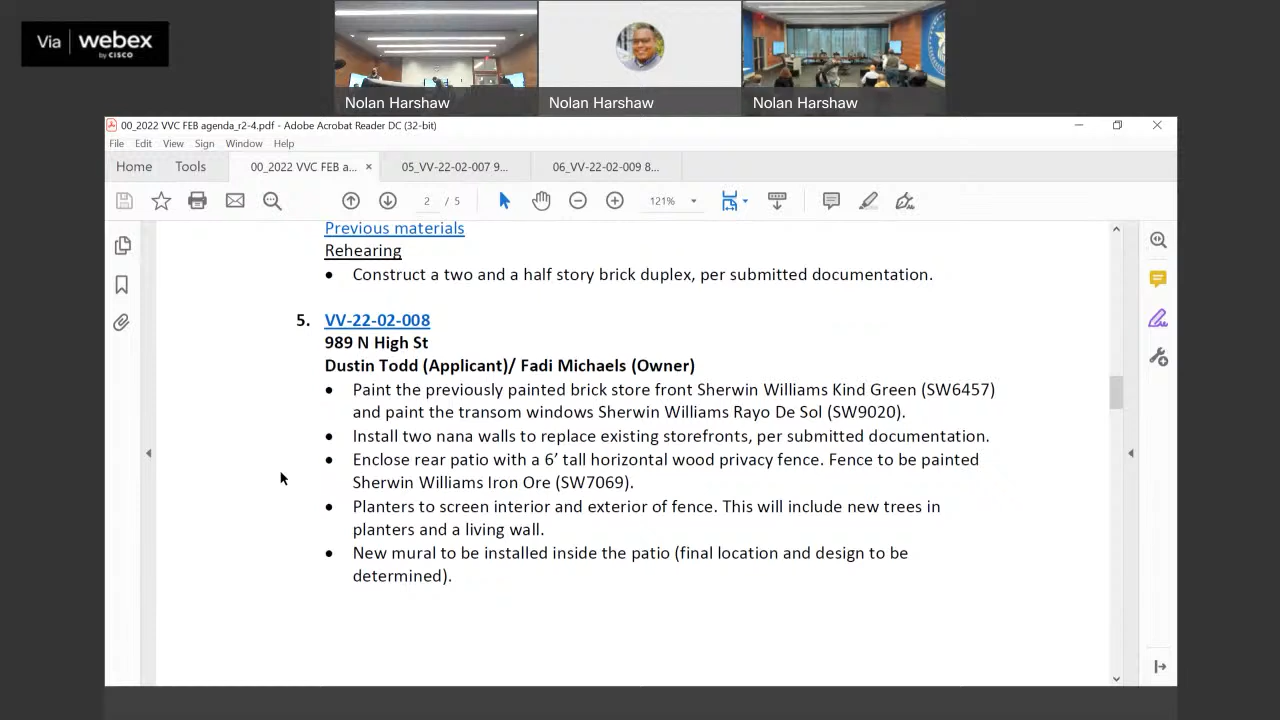 Via webex
by CISCO
Nolan Harshaw
Nolan Harshaw
Nolan Harshaw
00_2022 VVC FEB agenda_r2-4.pdf - Adobe Acrobat Reader DC (32-bit)
File Edit View Sign Window Help
Home Tools 00_2022 VVC FEB a... × 05_VV-22-02-007 9... 06_VV-22-02-009 8...
2 / 5 121%
Previous materials
Rehearing
• Construct a two and a half story brick duplex, per submitted documentation.
5. VV-22-02-008
989 N High St
Dustin Todd (Applicant)/ Fadi Michaels (Owner)
• Paint the previously painted brick store front Sherwin Williams Kind Green (SW6457)
and paint the transom windows Sherwin Williams Rayo De Sol (SW9020).
• Install two nana walls to replace existing storefronts, per submitted documentation.
• Enclose rear patio with a 6’ tall horizontal wood privacy fence. Fence to be painted
Sherwin Williams Iron Ore (SW7069).
• Planters to screen interior and exterior of fence. This will include new trees in
planters and a living wall.
• New mural to be installed inside the patio (final location and design to be
determined).